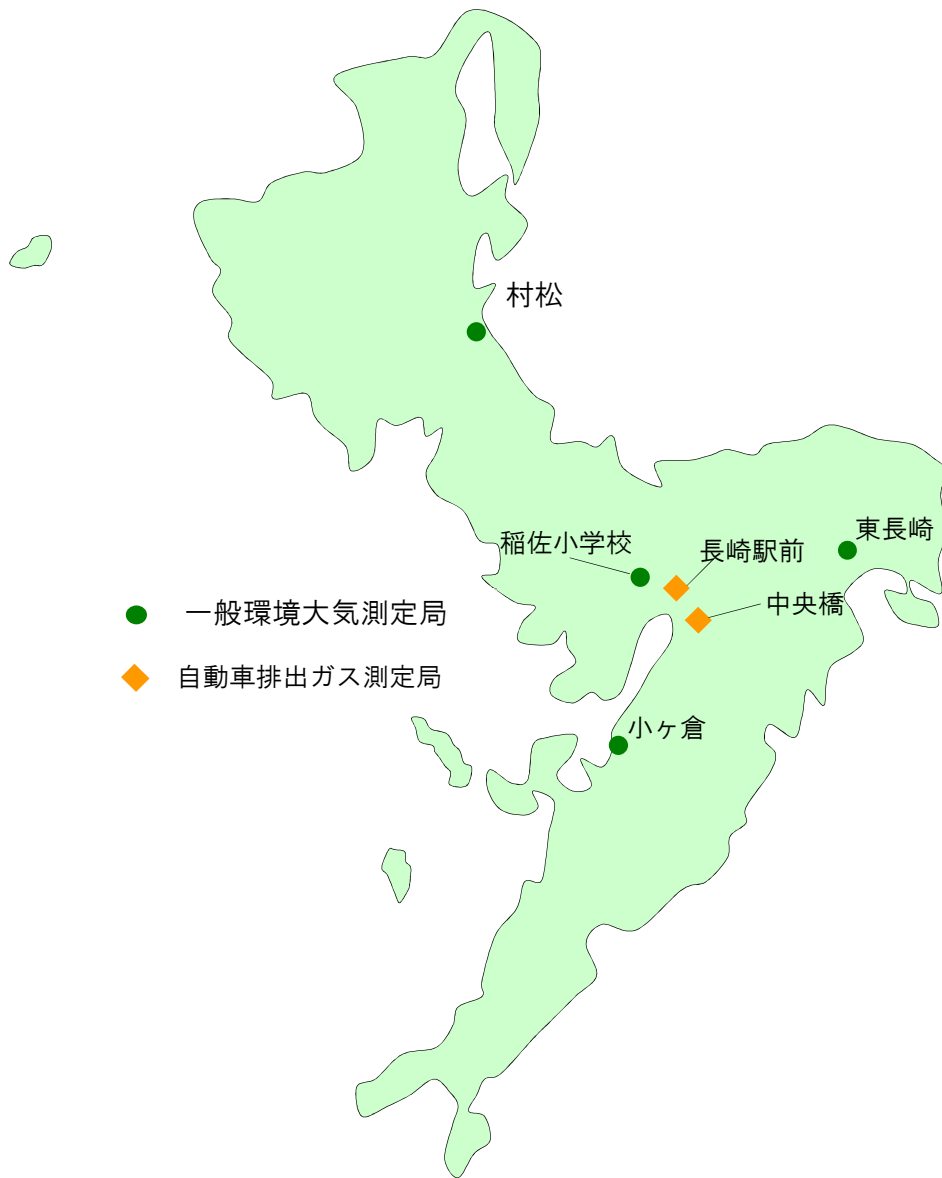 村松
東長崎
稲佐小学校
長崎駅前
中央橋
一般環境大気測定局
自動車排出ガス測定局
小ヶ倉